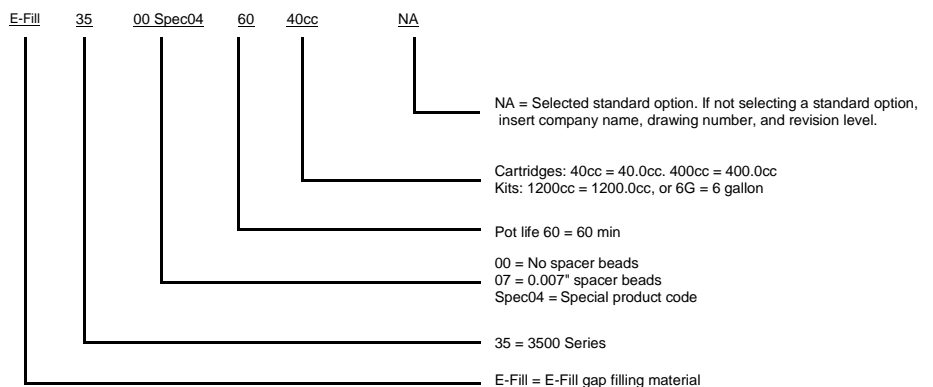 E-Fill 35 00 Spec04 60 40cc NA
NA = Selected standard option. If not selecting a standard option,
insert company name, drawing number, and revision level.
Cartridges: 40cc = 40.0cc. 400cc = 400.0cc
Kits: 1200cc = 1200.0cc, or 6G = 6 gallon
Pot life 60 = 60 min
00 = No spacer beads
07 = 0.007" spacer beads
Spec04 = Special product code
35 = 3500 Series
E-Fill = E-Fill gap filling material